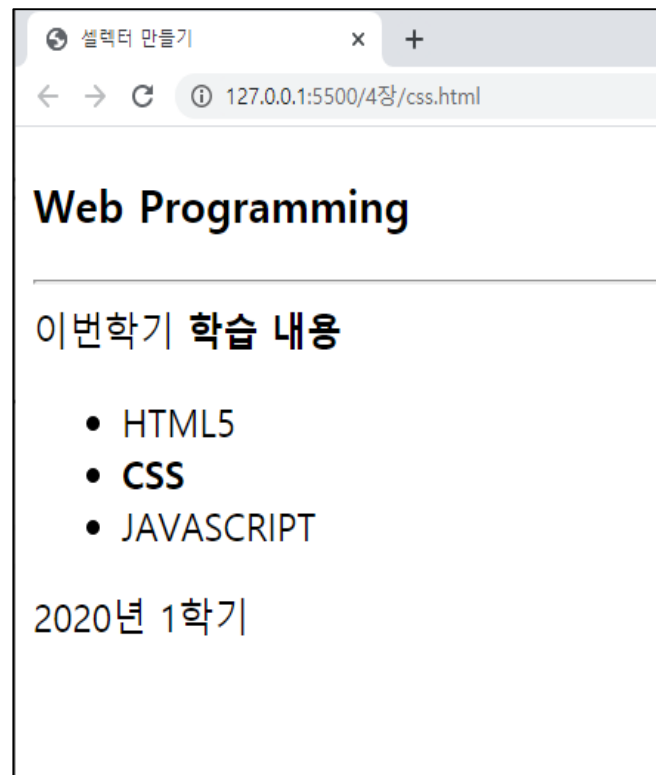 셀렉터 만들기
127.0.0.1:5500/4장/css.html
Web Programming
이번학기 학습 내용
HTML5
CSS
JAVASCRIPT
2020년 1학기